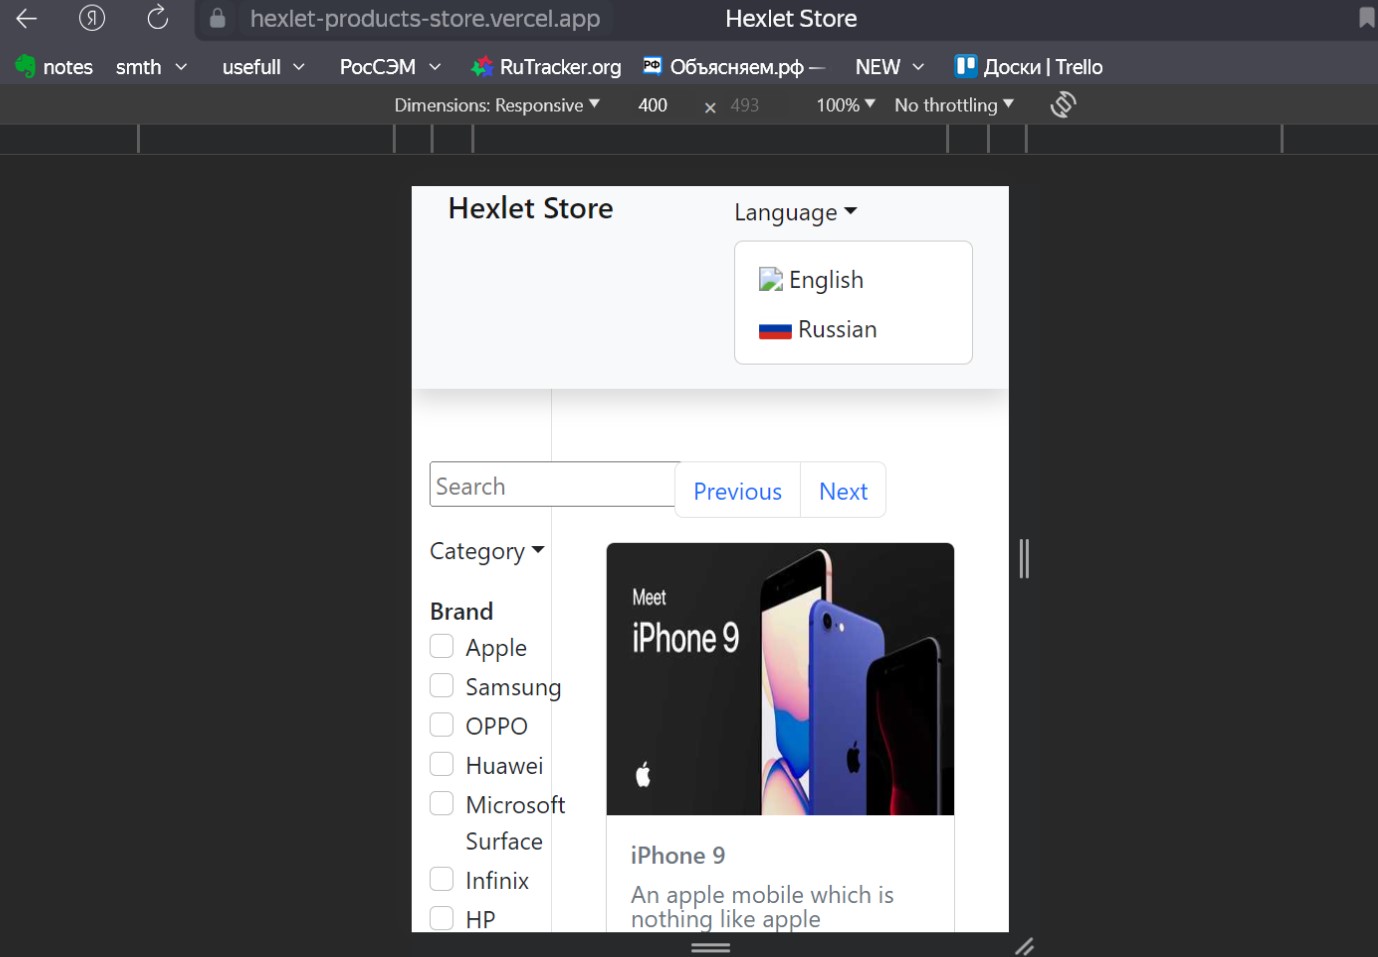 Я hexlet-products-store.vercel.app Hexlet Store
notes smth usefull РосСЭМ RuTracker.org РФ Объясняем.рф — NEW Доски | Trello
Dimensions: Responsive ▼ 400 × 493 100% ▼ No throttling ▼
Hexlet Store
Language
English
Russian
Search
Previous Next
Category
Brand
Apple
Samsung
OPPO
Huawei
Microsoft
Surface
Infinix
HP
Meet
iPhone 9
iPhone 9
An apple mobile which is
nothing like apple